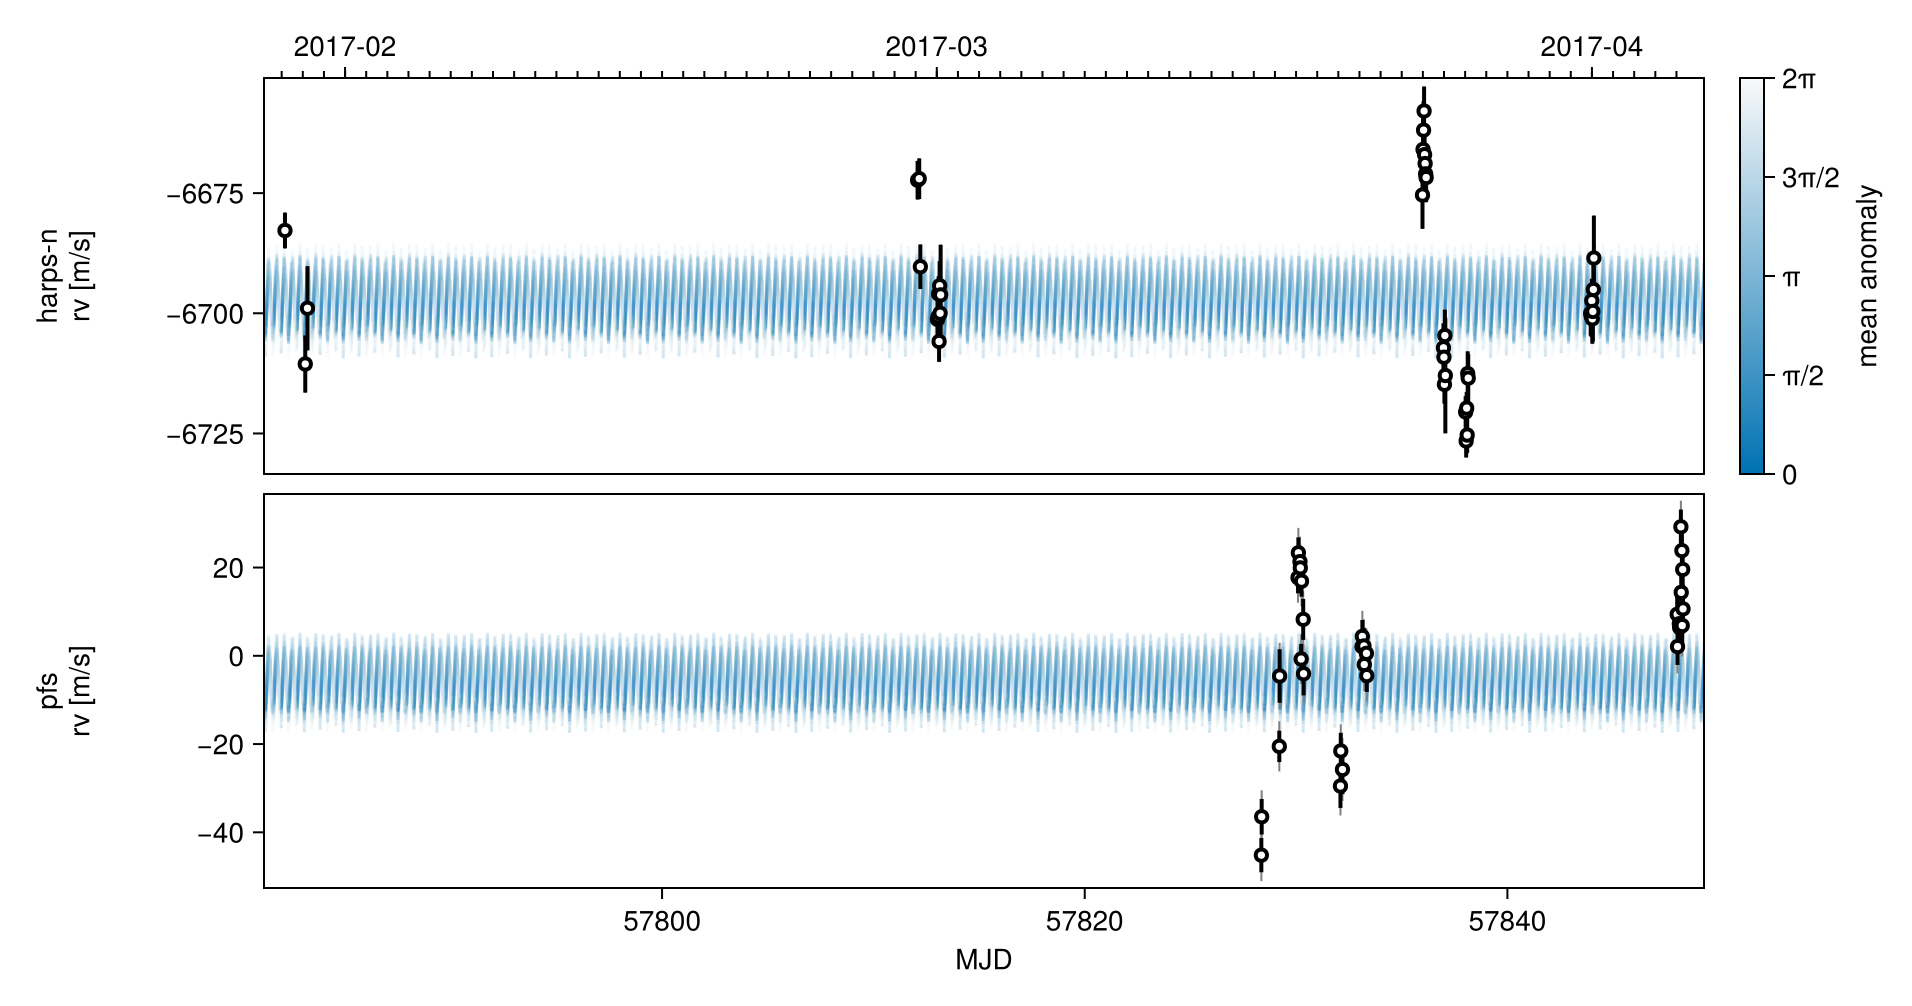 2017-02 2017-03 2017-04
harps-n
rv [m/s]
−6675
−6700
−6725
2π
3π/2
π
π/2
0
mean anomaly
pfs
rv [m/s]
20
0
−20
−40
57800 57820 57840
MJD